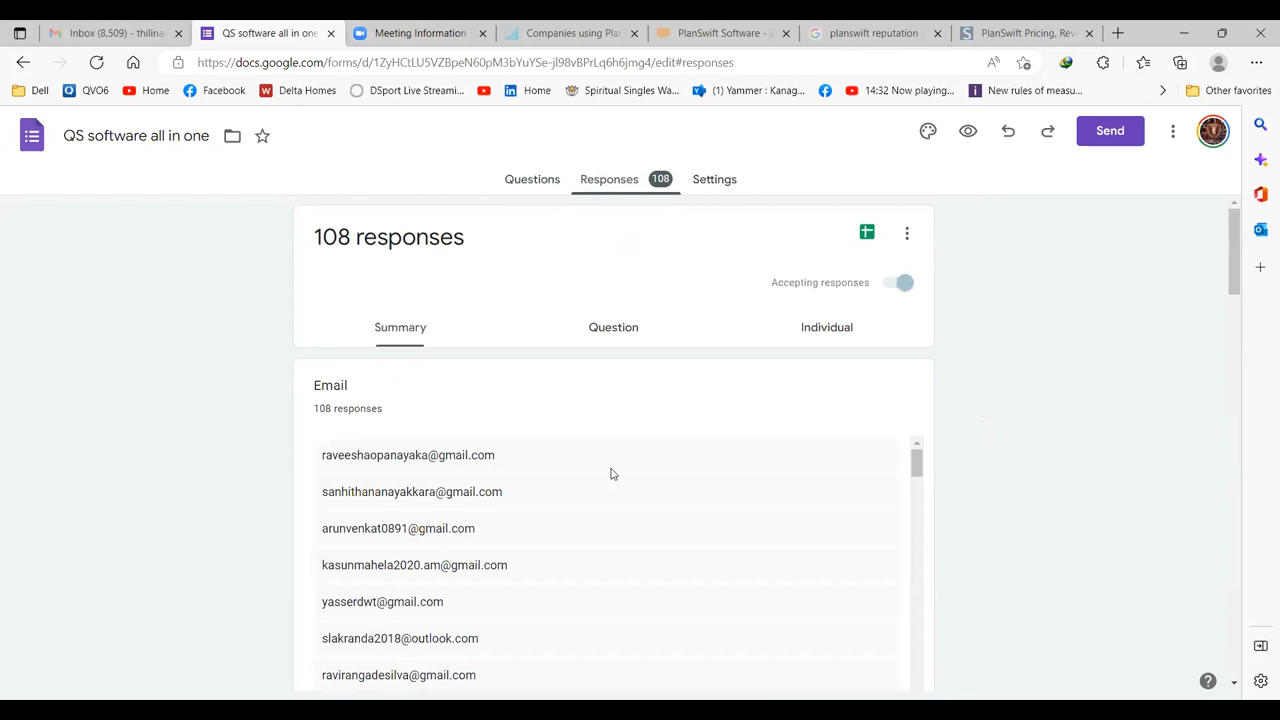 Inbox (8,509) - thilina
QS software all in one
Meeting Information
Companies using Plan
PlanSwift Software - 2
planswift reputation -
PlanSwift Pricing, Rev
https://docs.google.com/forms/d/1ZyHCtLU5VZBpeN60pM3bYuYSe-jl98vBPrLq6h6jmg4/edit#responses
Dell
QVO6
Home
Facebook
Delta Homes
DSport Live Streami...
Home
Spiritual Singles Wa...
(1) Yammer : Kanag...
14:32 Now playing...
New rules of measu...
Other favorites
QS software all in one
Send
Questions
Responses 108
Settings
108 responses
Accepting responses
Summary
Question
Individual
Email
108 responses
raveeshaopanayaka@gmail.com
sanhithananayakkara@gmail.com
arunvenkat0891@gmail.com
kasunmahela2020.am@gmail.com
yasserdwt@gmail.com
slakranda2018@outlook.com
ravirangadesilva@gmail.com